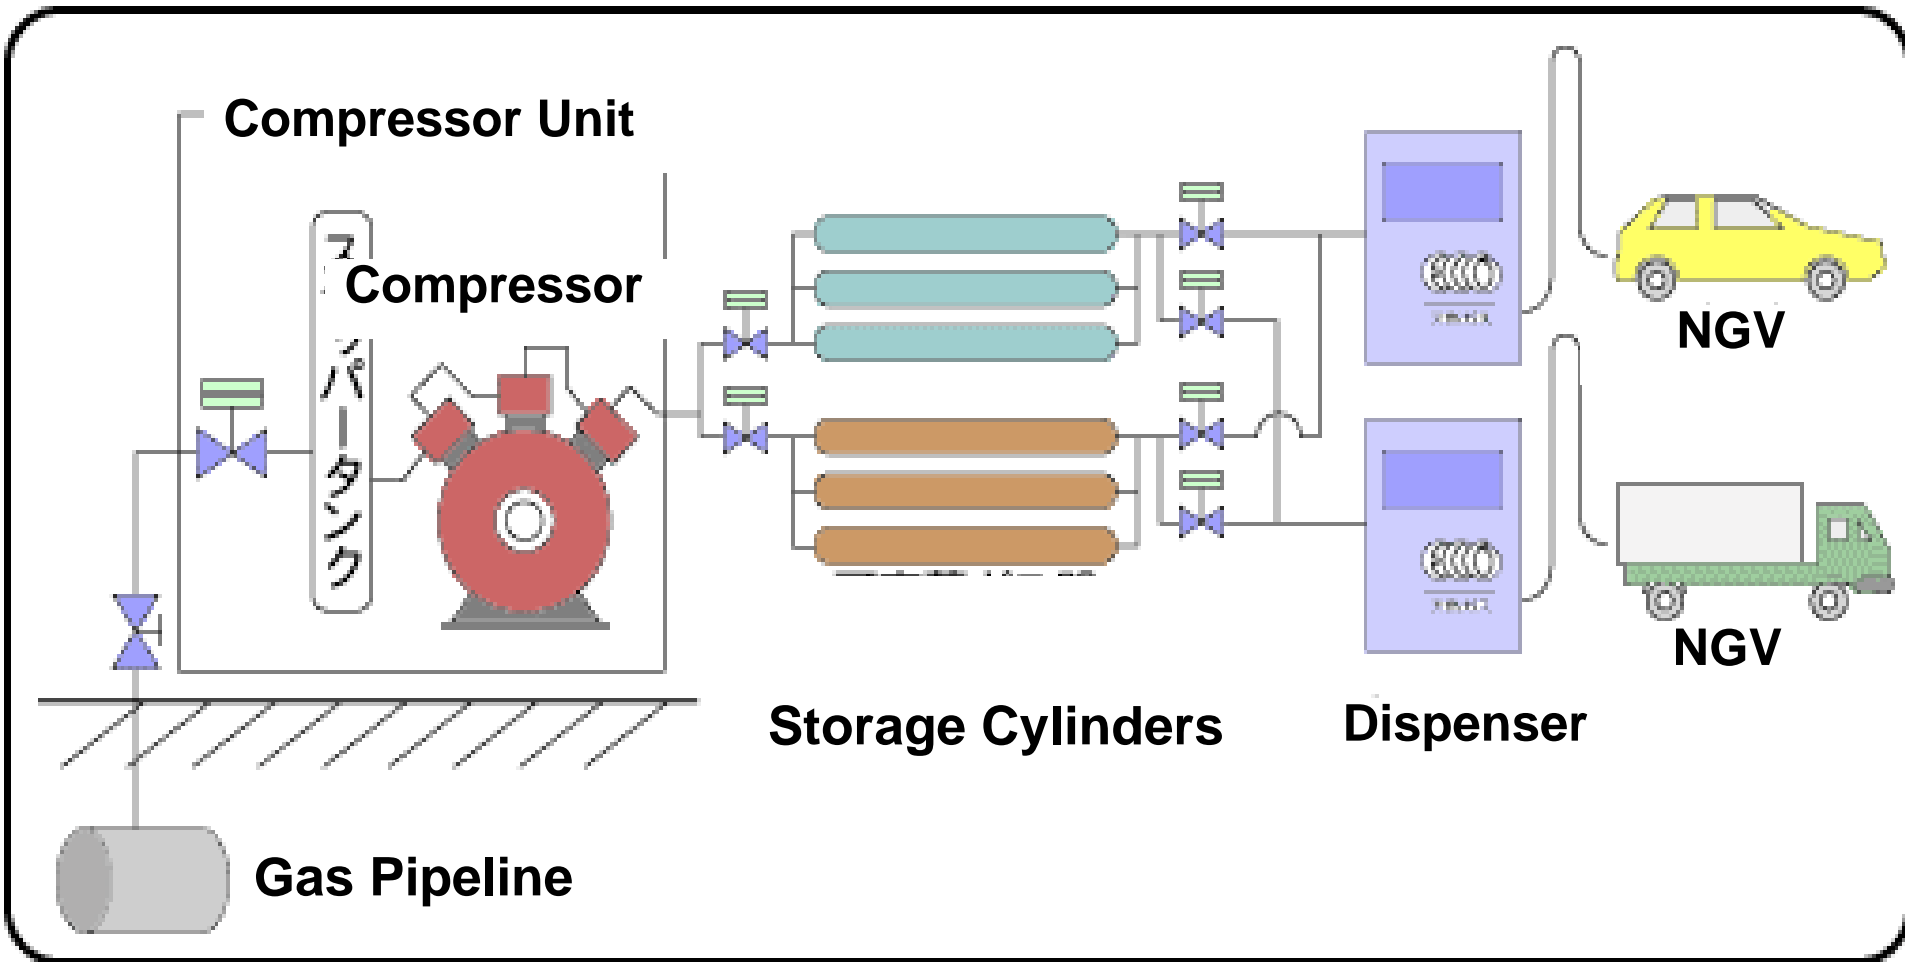 Compressor Unit
Compressor
パータンク
NGV
NGV
Storage Cylinders
Dispenser
Gas Pipeline